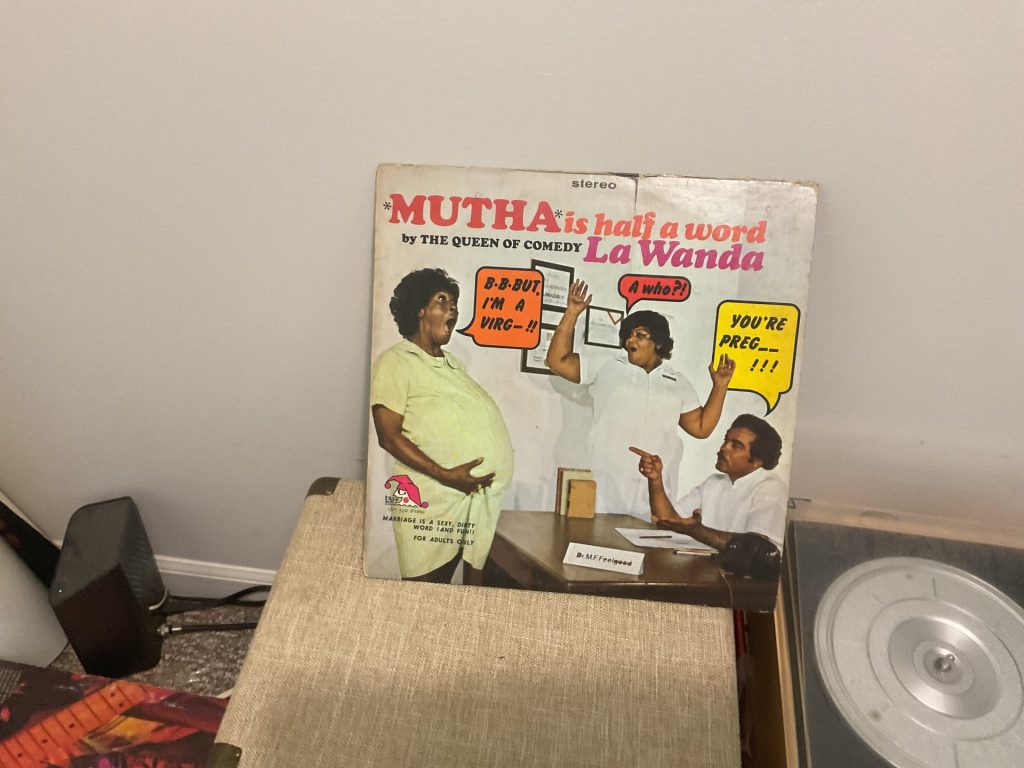 stereo
*MUTHA* is half a word
by THE QUEEN OF COMEDY La Wanda
B-B-BUT,
I'M A
VIRG-!!
A who?!
YOU'RE
PREG__
!!!
MARRIAGE IS A SEXY, DIRTY
WORD (AND FUN!)
FOR ADULTS ONLY
Dr. M.F. Feelgood